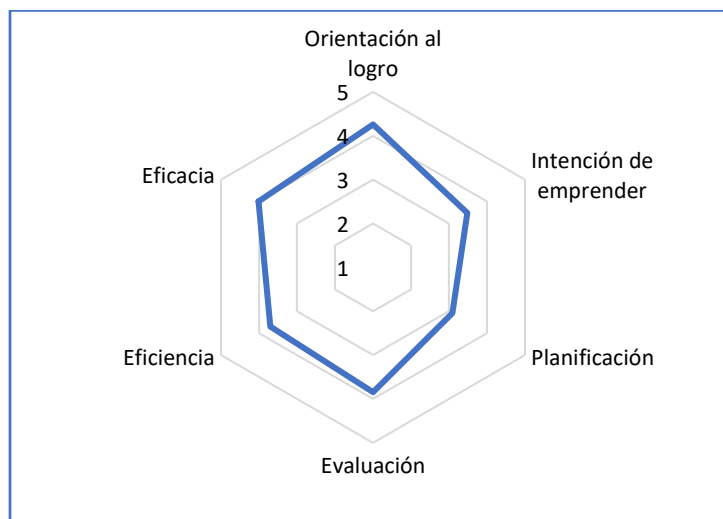 Orientación al
logro
5
4
3
2
1
Intención de
emprender
Planificación
Evaluación
Eficiencia
Eficacia